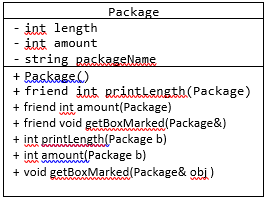 Package
- int length
- int amount
- string packageName
+ Package()
+ friend int printLength(Package)
+ friend int amount(Package)
+ friend void getBoxMarked(Package&)
+ int printLength(Package b)
+ int amount(Package b)
+ void getBoxMarked(Package& obj)